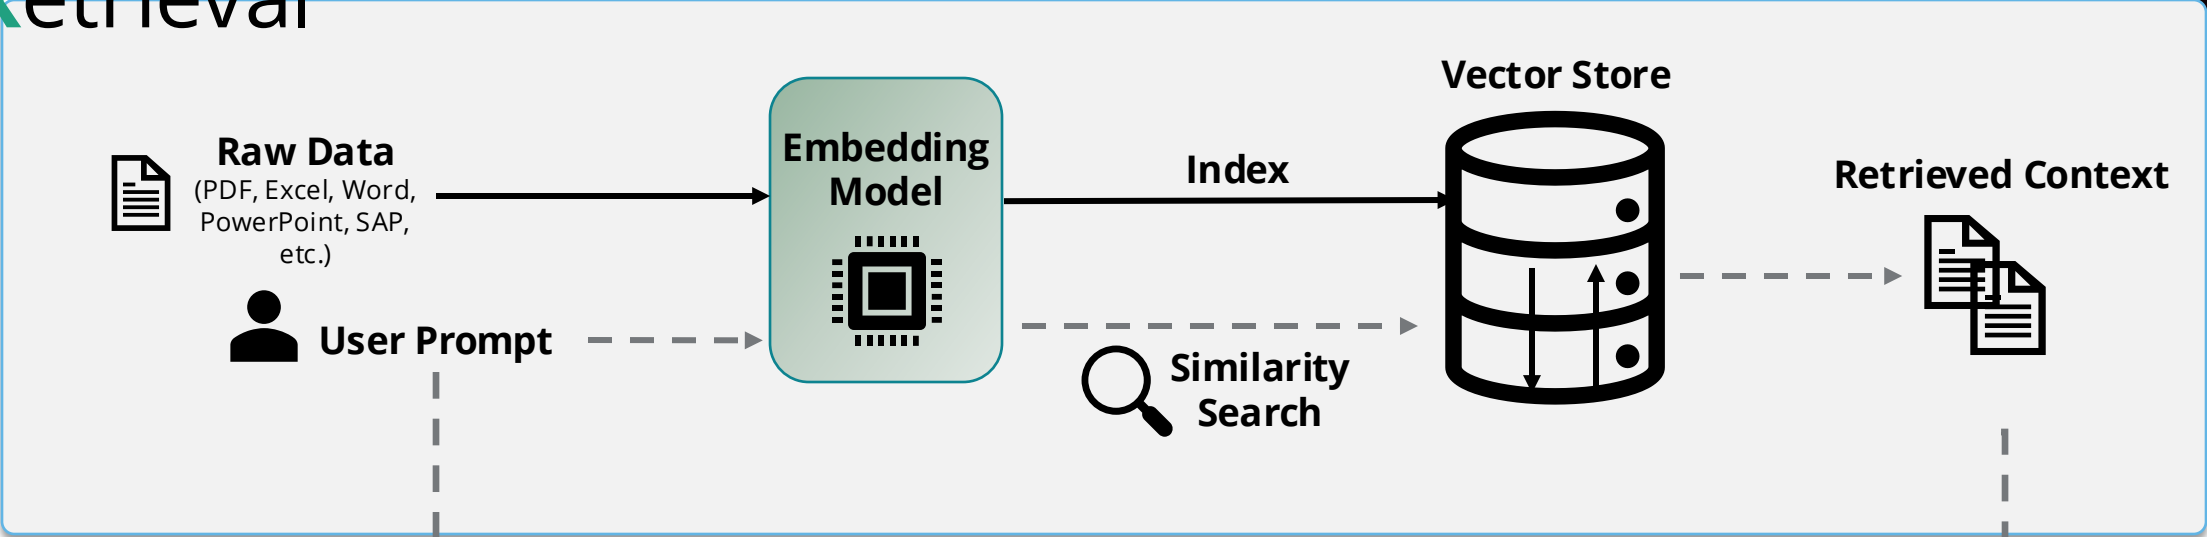 Retrieval
Vector Store
Raw Data
(PDF, Excel, Word,
PowerPoint, SAP,
etc.)
Embedding
Model
Index
Retrieved Context
User Prompt
Similarity
Search